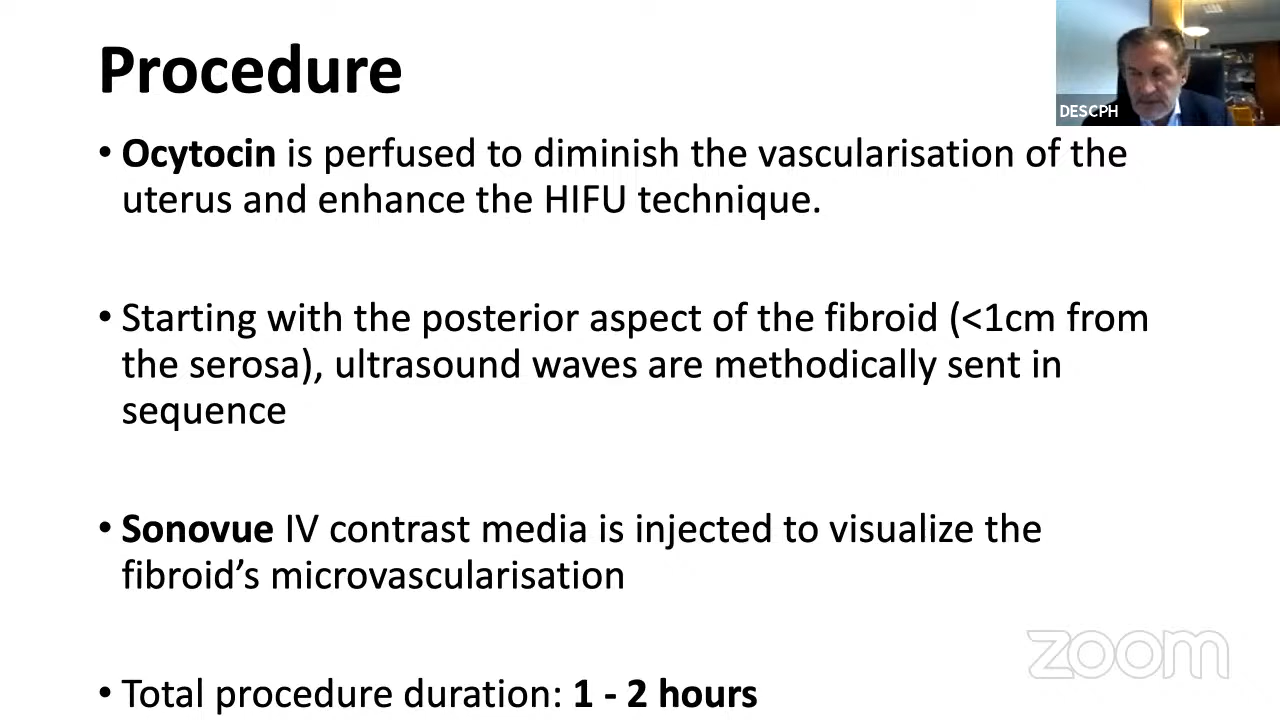 Procedure
DESCPH
• Ocytocin is perfused to diminish the vascularisation of the
uterus and enhance the HIFU technique.
• Starting with the posterior aspect of the fibroid (<1cm from
the serosa), ultrasound waves are methodically sent in
sequence
• Sonovue IV contrast media is injected to visualize the
fibroid’s microvascularisation
zoom
• Total procedure duration: 1 - 2 hours